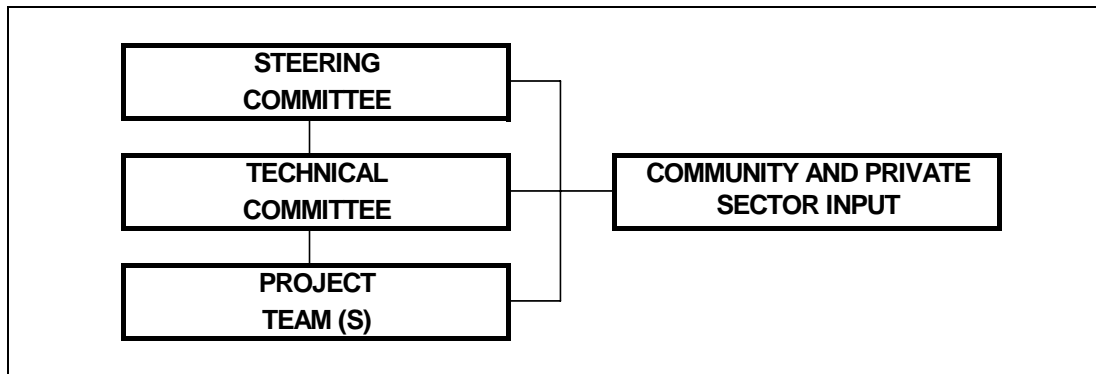 STEERING
COMMITTEE
TECHNICAL
COMMITTEE
COMMUNITY AND PRIVATE
SECTOR INPUT
PROJECT
TEAM (S)